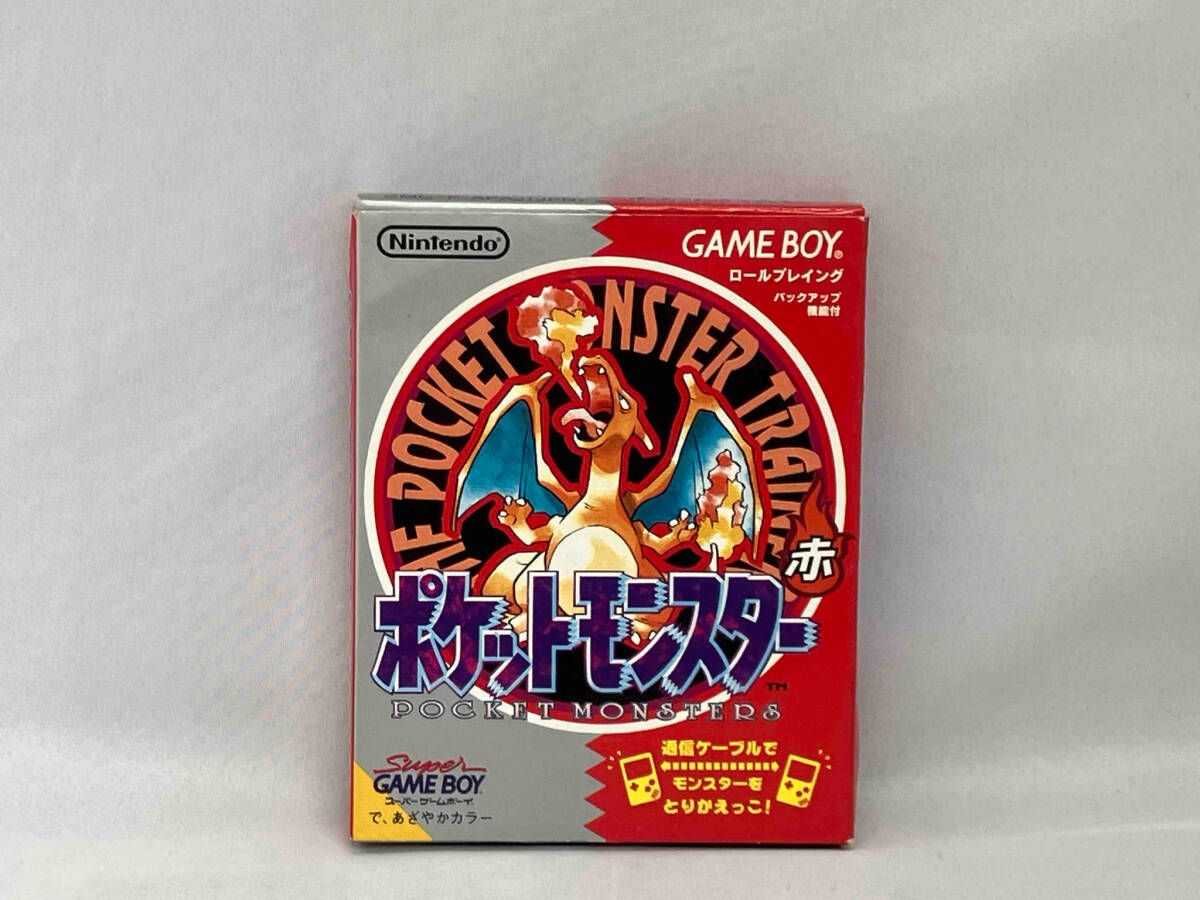 Nintendo®
GAME BOY®
ロールプレイング
バックアップ
機能付
POCKET MONSTER TRAINE
赤
ポケットモンスター
TM
POCKET MONSTERS
通信ケーブルで
モンスターを
とりかえっこ!
Super
GAME BOY
スーパーゲームボーイ
で、あざやかカラー